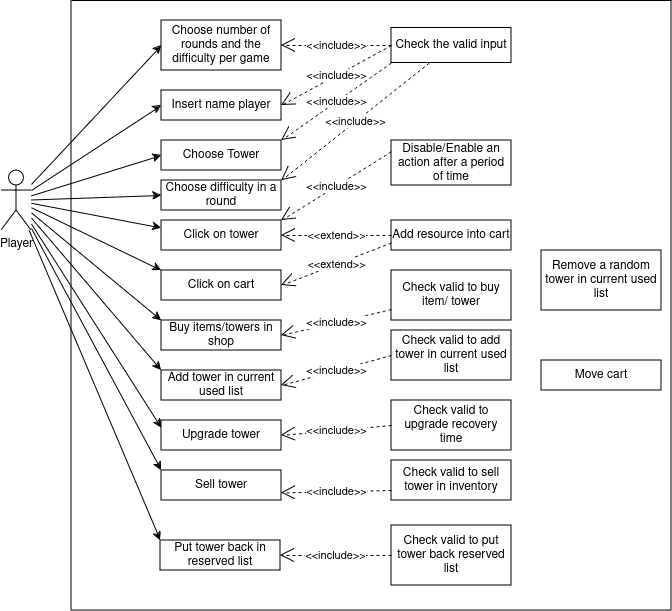 Choose number of
rounds and the
difficulty per game
<<include>>
Check the valid input
<<include>>
Insert name player
<<include>>
<<include>>
Choose Tower
Disable/Enable an
action after a period
of time
Choose difficulty in a
round
<<include>>
Player
Click on tower
<<extend>>
Add resource into cart
<<extend>>
Click on cart
Remove a random
tower in current used
list
Check valid to buy
item/ tower
Buy items/towers in
shop
<<include>>
Check valid to add
tower in current used
list
<<include>>
Add tower in current
used list
Move cart
Check valid to
upgrade recovery
time
Upgrade tower
<<include>>
Check valid to sell
tower in inventory
Sell tower
<<include>>
Put tower back in
reserved list
<<include>>
Check valid to put
tower back reserved
list